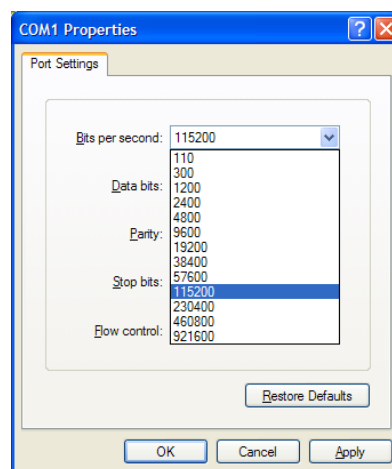 COM1 Properties
Port Settings
Bits per second: 115200
110
300
Data bits: 1200
2400
4800
Parity: 9600
19200
38400
Stop bits: 57600
115200
230400
Flow control: 460800
921600
Restore Defaults
OK Cancel Apply